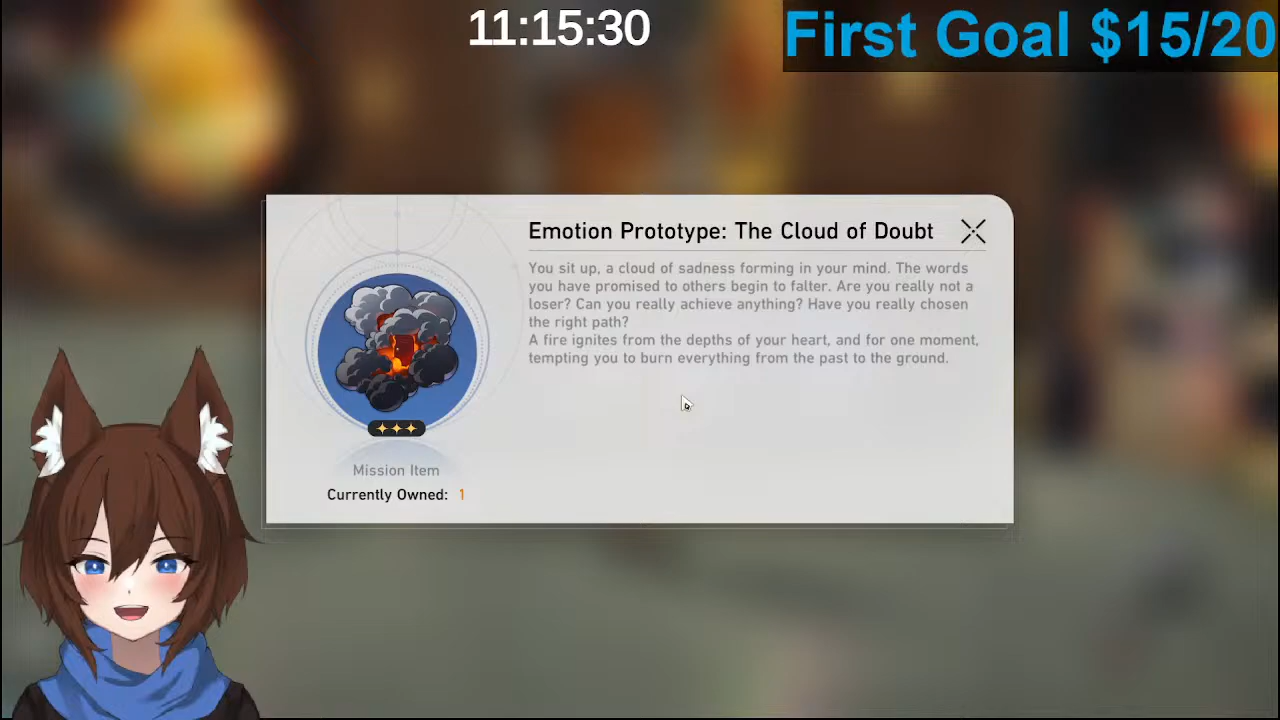 11:15:30
First Goal $15/20
Emotion Prototype: The Cloud of Doubt
You sit up, a cloud of sadness forming in your mind. The words
you have promised to others begin to falter. Are you really not a
loser? Can you really achieve anything? Have you really chosen
the right path?
A fire ignites from the depths of your heart, and for one moment,
tempting you to burn everything from the past to the ground.
Mission Item
Currently Owned: 1